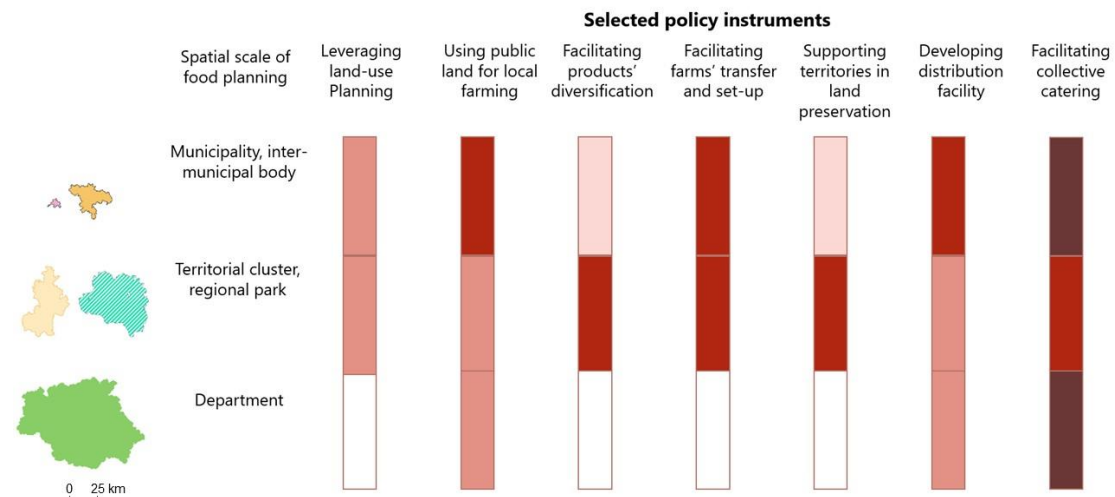 Selected policy instruments
Spatial scale of
food planning
Leveraging
land-use
Planning
Using public
land for local
farming
Facilitating
products'
diversification
Facilitating
farms' transfer
and set-up
Supporting
territories in
land
preservation
Developing
distribution
facility
Facilitating
collective
catering
Municipality, inter-
municipal body
Territorial cluster,
regional park
Department
0 25 km